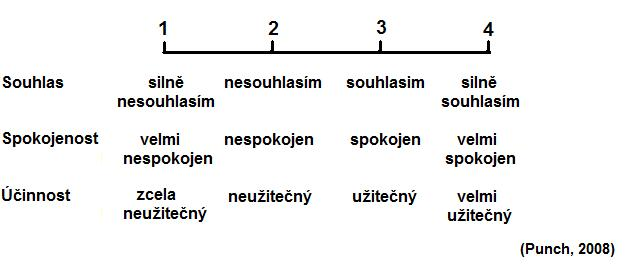 1 2 3 4
Souhlas silně nesouhlasím souhlasim silně
nesouhlasím souhlasím
Spokojenost velmi nespokojen spokojen velmi
nespokojen spokojen
Účinnost zcela neužitečný užitečný velmi
neužitečný užitečný
(Punch, 2008)